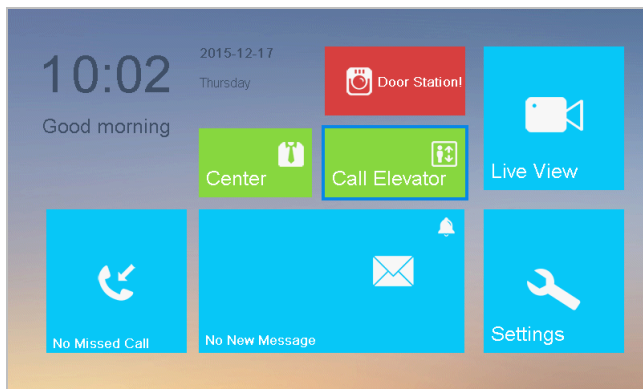 10:02
2015-12-17
Thursday
Good morning
Door Station!
Center
Call Elevator
Live View
No Missed Call
No New Message
Settings